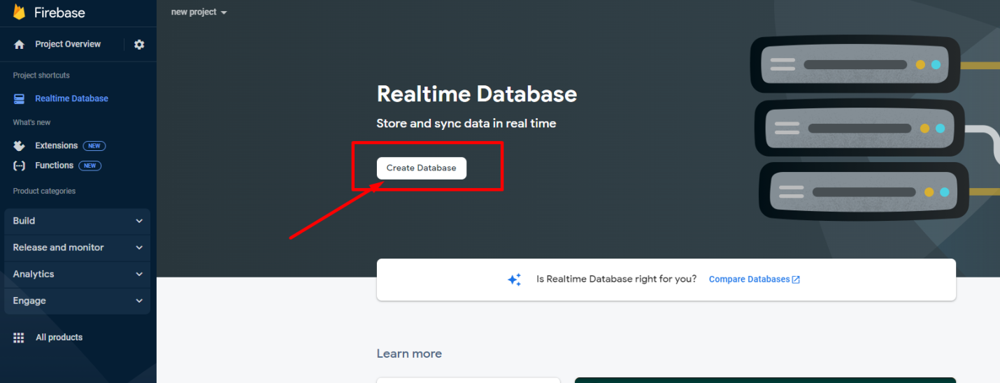 Firebase
new project
Project Overview
Project shortcuts
Realtime Database
What's new
Extensions NEW
Functions NEW
Product categories
Build
Release and monitor
Analytics
Engage
All products
Realtime Database
Store and sync data in real time
Create Database
Is Realtime Database right for you? Compare Databases
Learn more